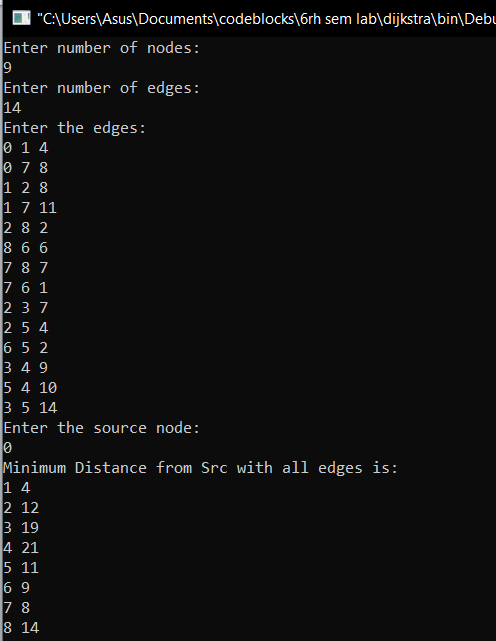 "C:\Users\Asus\Documents\codeblocks\6rh sem lab\dijkstra\bin\Debu
Enter number of nodes:
9
Enter number of edges:
14
Enter the edges:
0 1 4
0 7 8
1 2 8
1 7 11
2 8 2
8 6 6
7 8 7
7 6 1
2 3 7
2 5 4
6 5 2
3 4 9
5 4 10
3 5 14
Enter the source node:
0
Minimum Distance from Src with all edges is:
1 4
2 12
3 19
4 21
5 11
6 9
7 8
8 14